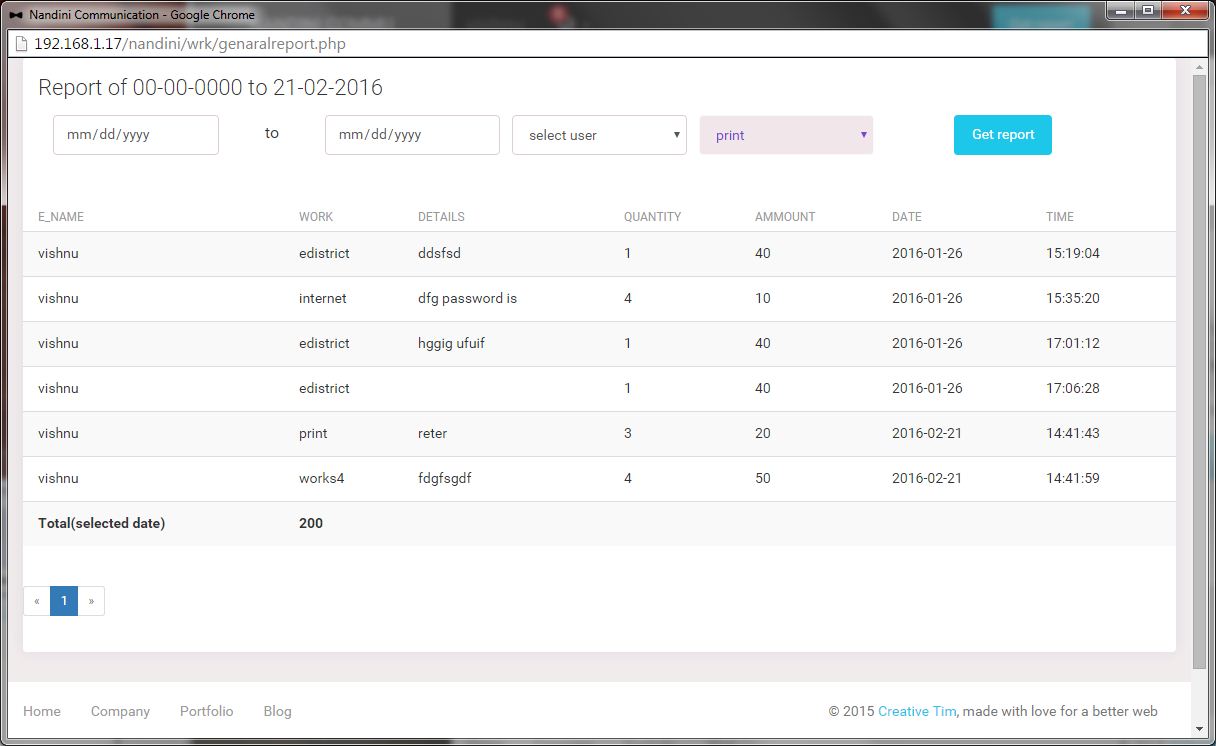 Nandini Communication - Google Chrome
192.168.1.17/nandini/wrk/genaralreport.php
Report of 00-00-0000 to 21-02-2016
mm/dd/yyyy to mm/dd/yyyy select user print Get report
E_NAME WORK DETAILS QUANTITY AMMOUNT DATE TIME
vishnu edistrict ddsfsd 1 40 2016-01-26 15:19:04
vishnu internet dfg password is 4 10 2016-01-26 15:35:20
vishnu edistrict hggig ufuif 1 40 2016-01-26 17:01:12
vishnu edistrict 1 40 2016-01-26 17:06:28
vishnu print reter 3 20 2016-02-21 14:41:43
vishnu works4 fdgfsgdf 4 50 2016-02-21 14:41:59
Total(selected date) 200
« 1 »
Home Company Portfolio Blog © 2015 Creative Tim, made with love for a better web